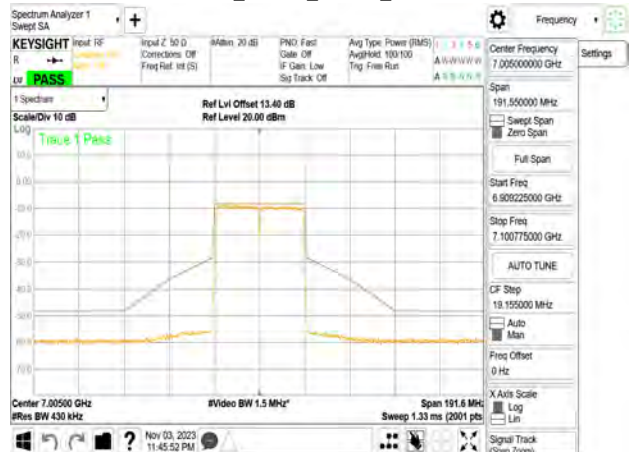 Spectrum Analyzer 1
Swept SA
Frequency
KEYSIGHT
Input: RF
Input Z: 50 Ω
#Atten: 20 dB
PNO: Fast
Avg Type: Power (RMS)
R
Corrections: Off
Gate: Off
Avg|Hold: 100/100
Freq Ref: Int (S)
IF Gain: Low
Trig: Free Run
Sig Track: Off
PASS
Center Frequency
7.005000000 GHz
Settings
Span
191.550000 MHz
Swept Span
Zero Span
Full Span
Start Freq
6.909225000 GHz
Stop Freq
7.100775000 GHz
AUTO TUNE
CF Step
19.155000 MHz
Auto
Man
Freq Offset
0 Hz
X Axis Scale
Log
Lin
Signal Track
(Span Zoom)
1 Spectrum
Scale/Div 10 dB
Ref Lvl Offset 13.40 dB
Ref Level 20.00 dBm
Log
Trace 1 Pass
Center 7.00500 GHz
#Video BW 1.5 MHz*
Span 191.6 MHz
#Res BW 430 kHz
Sweep 1.33 ms (2001 pts
Nov 03, 2023
11:45:52 PM